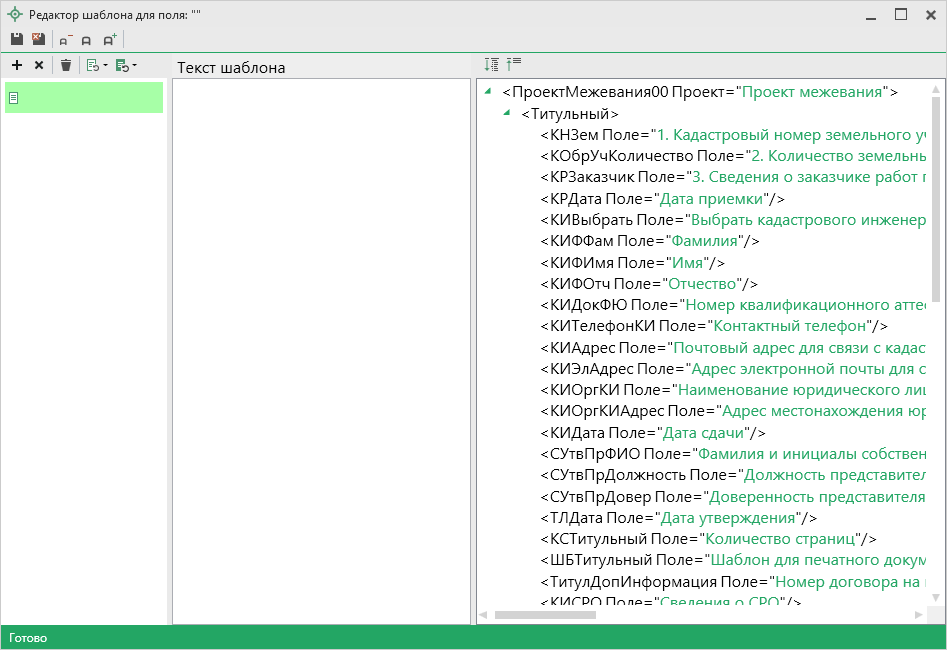 Редактор шаблона для поля: ""
Текст шаблона
<ПроектМежевания00 Проект="Проект межевания">
<Титульный>
<КНЗем Поле="1. Кадастровый номер земельного уч
<КОбрУчКоличество Поле="2. Количество земельны
<КРЗаказчик Поле="3. Сведения о заказчике работ п
<КРДата Поле="Дата приемки"/>
<КИВыбрать Поле="Выбрать кадастрового инженер
<КИФФам Поле="Фамилия"/>
<КИФИмя Поле="Имя"/>
<КИФОтч Поле="Отчество"/>
<КИДокФЮ Поле="Номер квалификационного аттес
<КИТелефонКИ Поле="Контактный телефон"/>
<КИАдрес Поле="Почтовый адрес для связи с кадас
<КИЭлАдрес Поле="Адрес электронной почты для с
<КИОргКИ Поле="Наименование юридического лиц
<КИОргКИАдрес Поле="Адрес местонахождения юр
<КИДата Поле="Дата сдачи"/>
<СУтвПрФИО Поле="Фамилия и инициалы собствен
<СУтвПрДолжность Поле="Должность представител
<СУтвПрДовер Поле="Доверенность представителя
<ТЛДата Поле="Дата утверждения"/>
<КСТитульный Поле="Количество страниц"/>
<ШБТитульный Поле="Шаблон для печатного докум
<ТитулДопИнформация Поле="Номер договора на
<КИСРО Поле="Сведения о СРО"/>
Готово